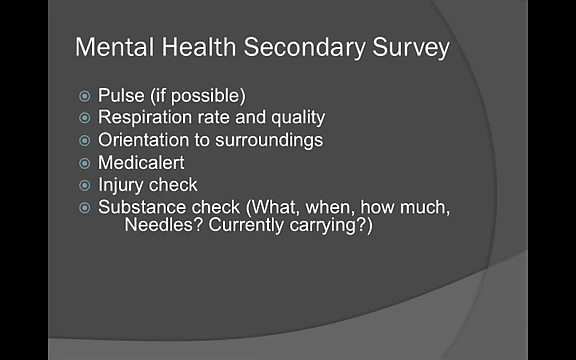 Mental Health Secondary Survey
Pulse (if possible)
Respiration rate and quality
Orientation to surroundings
Medicalert
Injury check
Substance check (What, when, how much,
Needles? Currently carrying?)